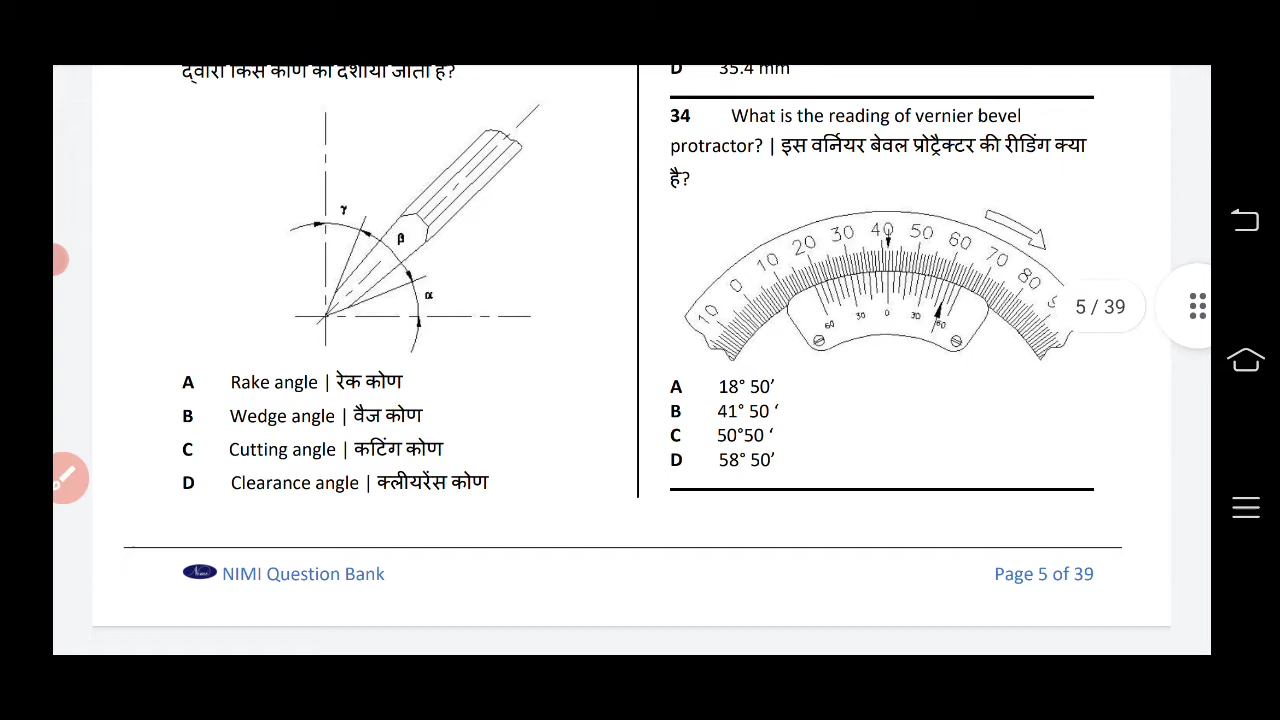 द्वारा किस कोण को दर्शाया जाता है?
γ
β
α
A Rake angle | रेक कोण
B Wedge angle | वैज कोण
C Cutting angle | कटिंग कोण
D Clearance angle | क्लीयरेंस कोण
D 35.4 mm
34 What is the reading of vernier bevel
protractor? | इस वर्नियर बेवल प्रोट्रैक्टर की रीडिंग क्या
है?
10 0 10 20 30 40 50 60 70 80
60 30 0 30 60
A 18° 50’
B 41° 50 ‘
C 50°50 ‘
D 58° 50’
5 / 39
Nimi NIMI Question Bank
Page 5 of 39